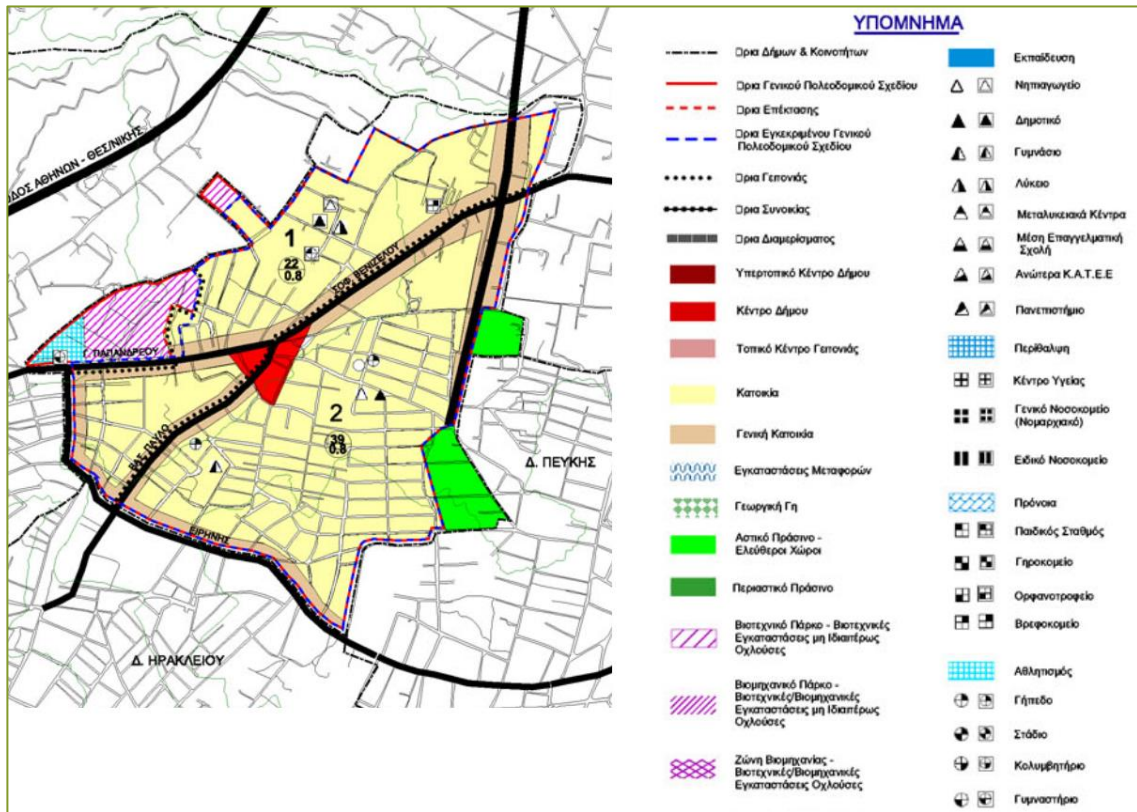 ΥΠΟΜΝΗΜΑ
Όρια Δήμων & Κοινοτήτων
Όρια Γενικού Πολεοδομικού Σχεδίου
Όρια Επέκτασης
Όρια Εγκεκριμένου Γενικού
Πολεοδομικού Σχεδίου
Όρια Γειτονιάς
Όρια Συνοικίας
Όρια Διαμερίσματος
Υπερτοπικό Κέντρο Δήμου
Κέντρο Δήμου
Τοπικό Κέντρο Γειτονιάς
Κατοικία
Γενική Κατοικία
Εγκαταστάσεις Μεταφορών
Γεωργική Γη
Αστικό Πράσινο -
Ελεύθεροι Χώροι
Περιαστικό Πράσινο
Βιοτεχνικό Πάρκο - Βιοτεχνικές
Εγκαταστάσεις μη Ιδιαιτέρως
Οχλούσες
Βιομηχανικό Πάρκο -
Βιοτεχνικές/Βιομηχανικές
Εγκαταστάσεις μη Ιδιαιτέρως
Οχλούσες
Ζώνη Βιομηχανίας -
Βιοτεχνικές/Βιομηχανικές
Εγκαταστάσεις Οχλούσες
Εκπαίδευση
Νηπιαγωγείο
Δημοτικό
Γυμνάσιο
Λύκειο
Μεταλυκειακά Κέντρα
Μέση Επαγγελματική
Σχολή
Ανώτερα Κ.Α.Τ.Ε.Ε
Πανεπιστήμιο
Περίθαλψη
Κέντρο Υγείας
Γενικό Νοσοκομείο
(Νομαρχιακό)
Ειδικό Νοσοκομείο
Πρόνοια
Παιδικός Σταθμός
Γηροκομείο
Ορφανοτροφείο
Βρεφοκομείο
Αθλητισμός
Γήπεδο
Στάδιο
Κολυμβητήριο
Γυμναστήριο
ΟΔΟΣ ΑΘΗΝΩΝ - ΘΕΣ/ΝΙΚΗΣ
1
22
0.8
ΣΟΦ. ΒΕΝΙΖΕΛΟΥ
Γ. ΠΑΠΑΝΔΡΕΟΥ
2
39
0.8
ΒΑΣ. ΠΑΥΛΟΥ
ΕΙΡΗΝΗΣ
Δ. ΠΕΥΚΗΣ
Δ. ΗΡΑΚΛΕΙΟΥ